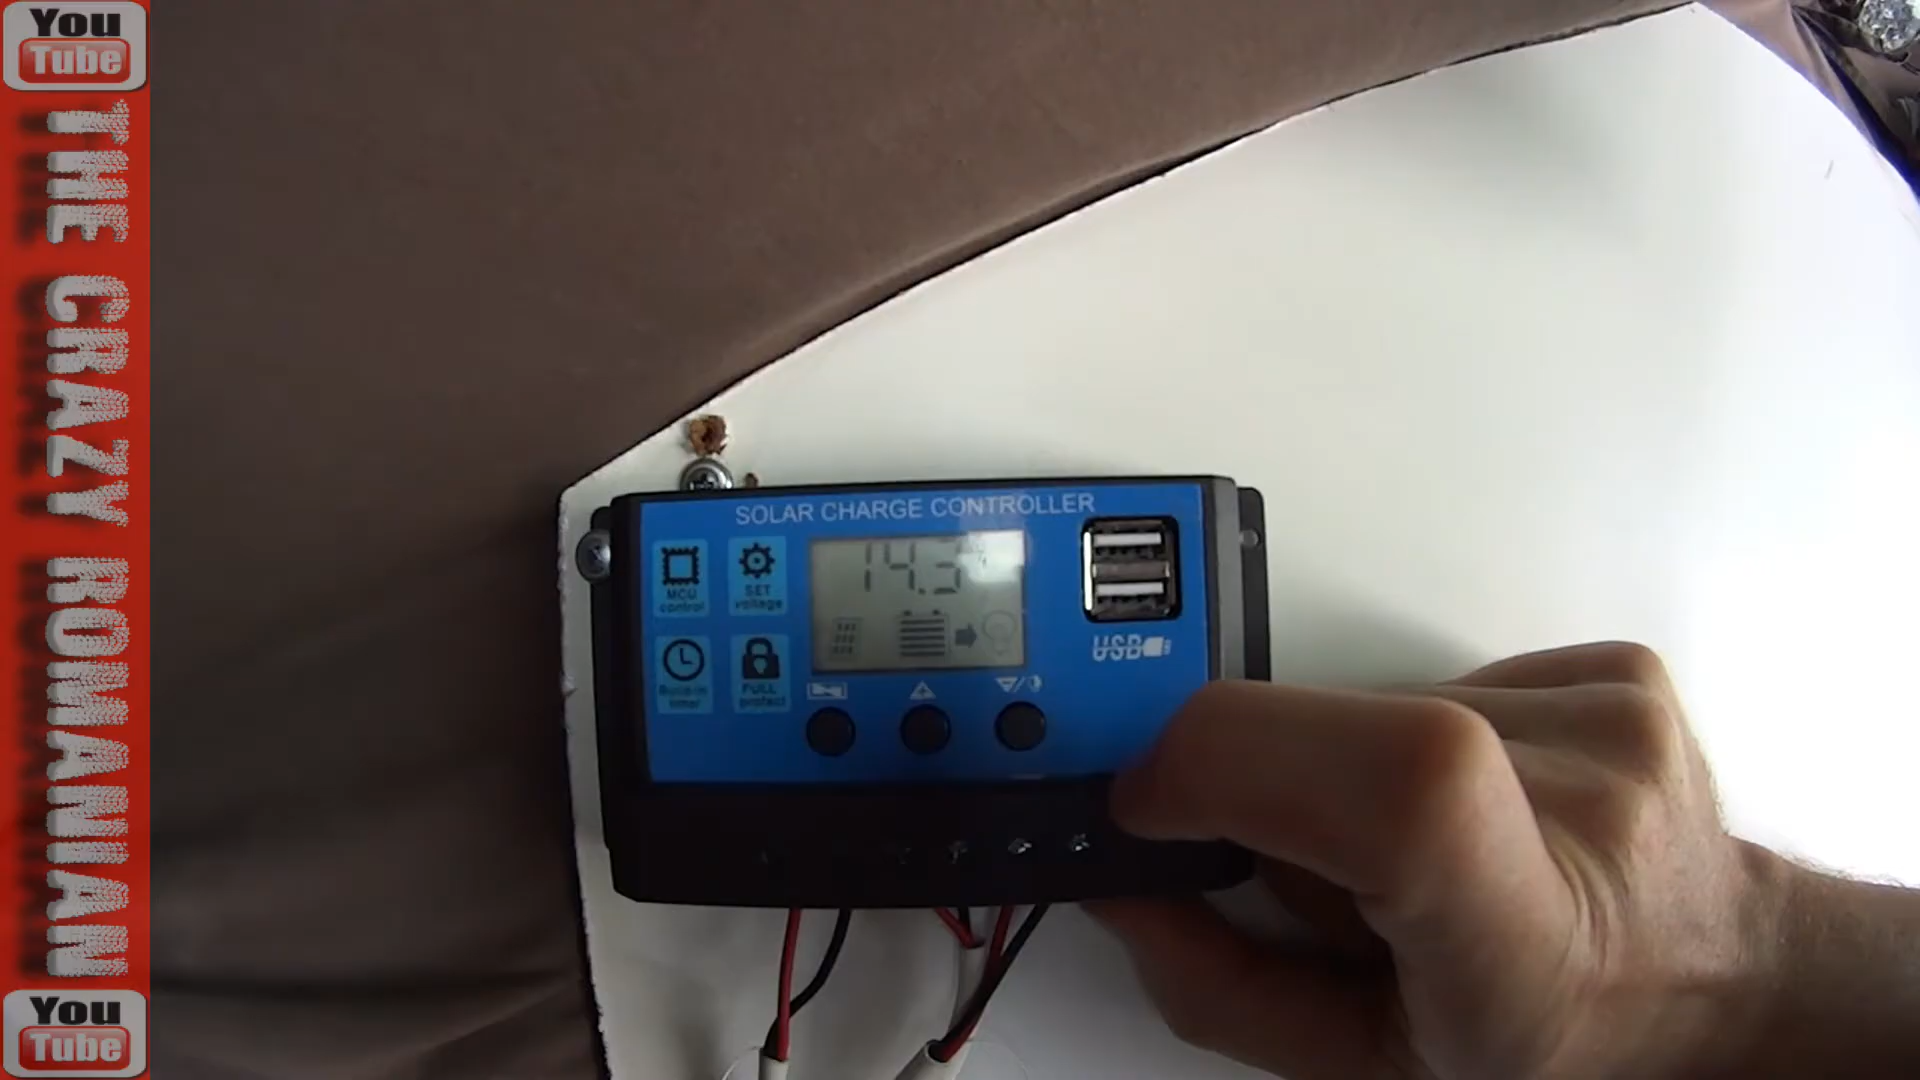 You
Tube
THE CRAZY ROMANIAN
You
Tube
SOLAR CHARGE CONTROLLER
MCU
control
SET
voltage
Built-in
timer
FULL
protect
14.3
USB